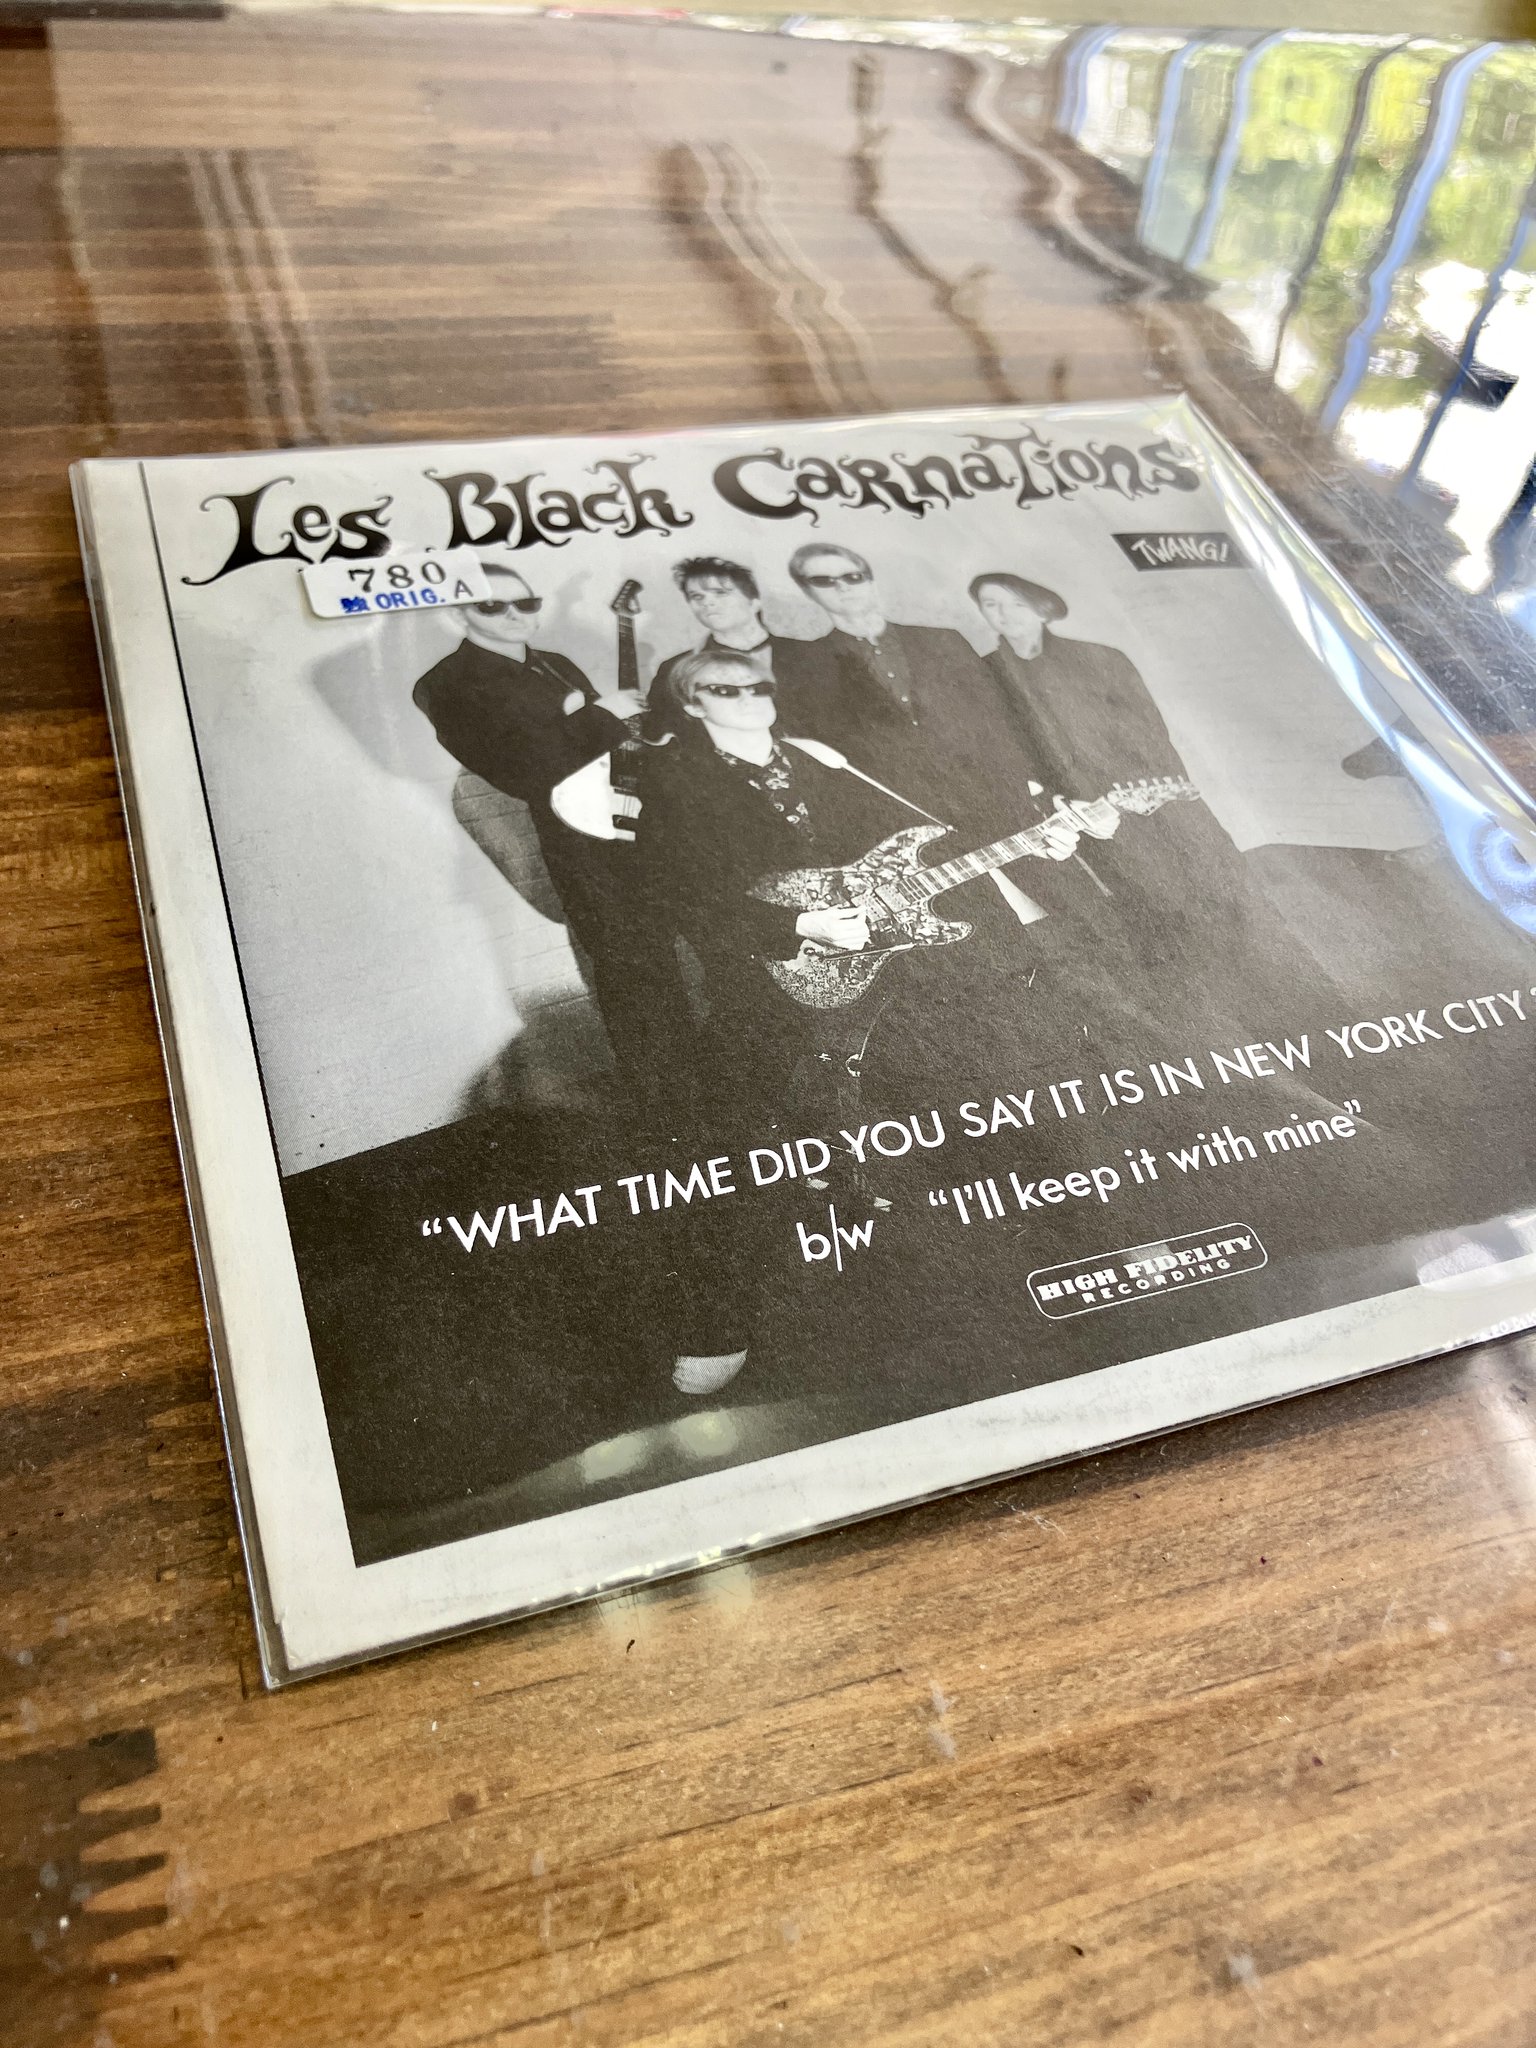 Les Black Carnations
TWANG!
780
ORIG. A
“WHAT TIME DID YOU SAY IT IS IN NEW YORK CITY”
b/w “I’ll keep it with mine”
HIGH FIDELITY
RECORDING